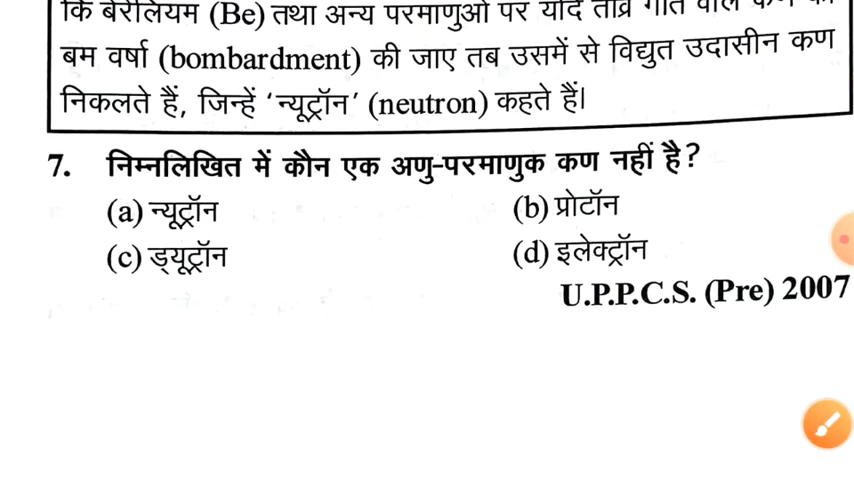 कि बेरीलियम (Be) तथा अन्य परमाणुओं पर यदि तीव्र गति वाले
बम वर्षा (bombardment) की जाए तब उसमें से विद्युत उदासीन कण
निकलते हैं, जिन्हें ‘न्यूट्रॉन’ (neutron) कहते हैं।
7. निम्नलिखित में कौन एक अणु-परमाणुक कण नहीं है?
(a) न्यूट्रॉन (b) प्रोटॉन
(c) ड्यूट्रॉन (d) इलेक्ट्रॉन
U.P.P.C.S. (Pre) 2007